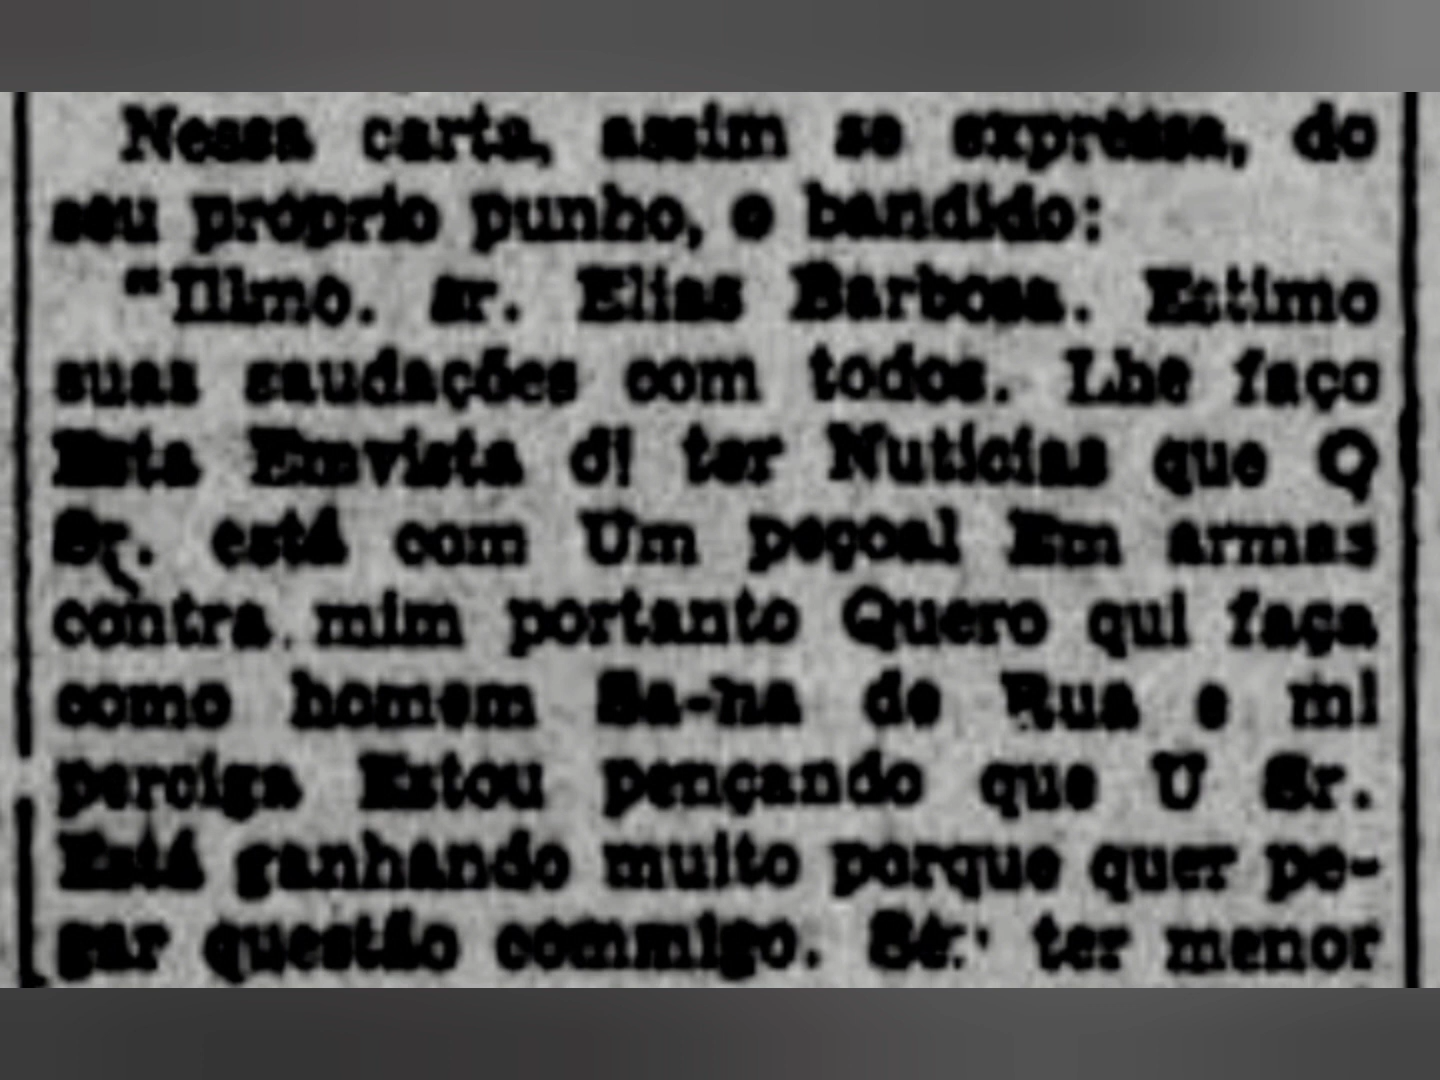 Nessa carta, assim se expressa, do
seu próprio punho, o bandido:
"Illmo. sr. Elias Barbosa. Estimo
suas saudações com todos. Lhe faço
Esta Emvista di ter Nuticias que O
Sr. está com Um peçoal Em armas
contra mim portanto Quero qui faça
como homem Sa-ha de Rua e mi
perciga Estou pençando que U Sr.
Está ganhando muito porque quer pe-
gar questão commigo. ter menor